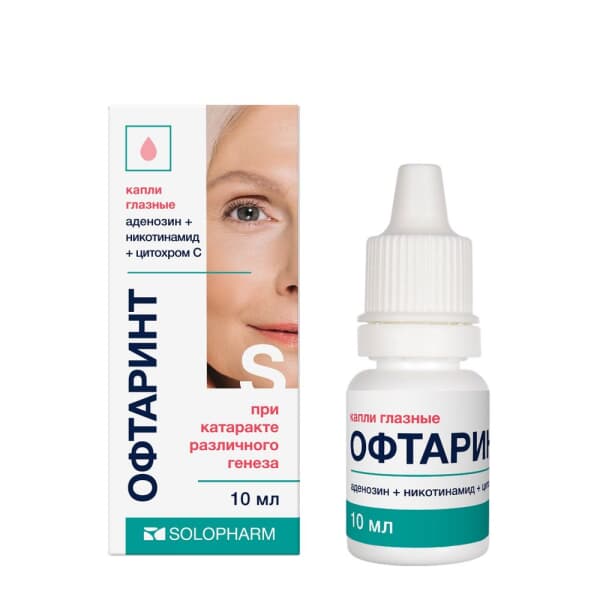 капли
глазные
аденозин +
никотинамид
+ цитохром С
ОФТАРИНТ
S
при
катаракте
различного
генеза
10 мл
SOLOPHARM
капли глазные
ОФТАРИН
аденозин + никотинамид + цито
10 мл